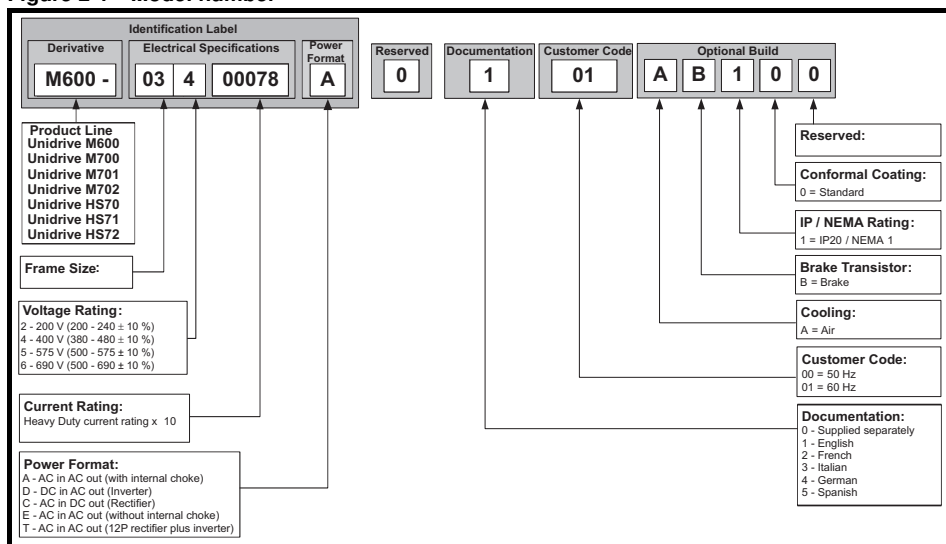 Identification Label
Derivative
Electrical Specifications
Power
Format
Reserved
Documentation
Customer Code
Optional Build
M600 -
03
4
00078
A
0
1
01
A
B
1
0
0
Product Line
Unidrive M600
Unidrive M700
Unidrive M701
Unidrive M702
Unidrive HS70
Unidrive HS71
Unidrive HS72
Frame Size:
Voltage Rating:
2 - 200 V (200 - 240 ± 10 %)
4 - 400 V (380 - 480 ± 10 %)
5 - 575 V (500 - 575 ± 10 %)
6 - 690 V (500 - 690 ± 10 %)
Current Rating:
Heavy Duty current rating x 10
Power Format:
A - AC in AC out (with internal choke)
D - DC in AC out (Inverter)
C - AC in DC out (Rectifier)
E - AC in AC out (without internal choke)
T - AC in AC out (12P rectifier plus inverter)
Reserved:
Conformal Coating:
0 = Standard
IP / NEMA Rating:
1 = IP20 / NEMA 1
Brake Transistor:
B = Brake
Cooling:
A = Air
Customer Code:
00 = 50 Hz
01 = 60 Hz
Documentation:
0 - Supplied separately
1 - English
2 - French
3 - Italian
4 - German
5 - Spanish